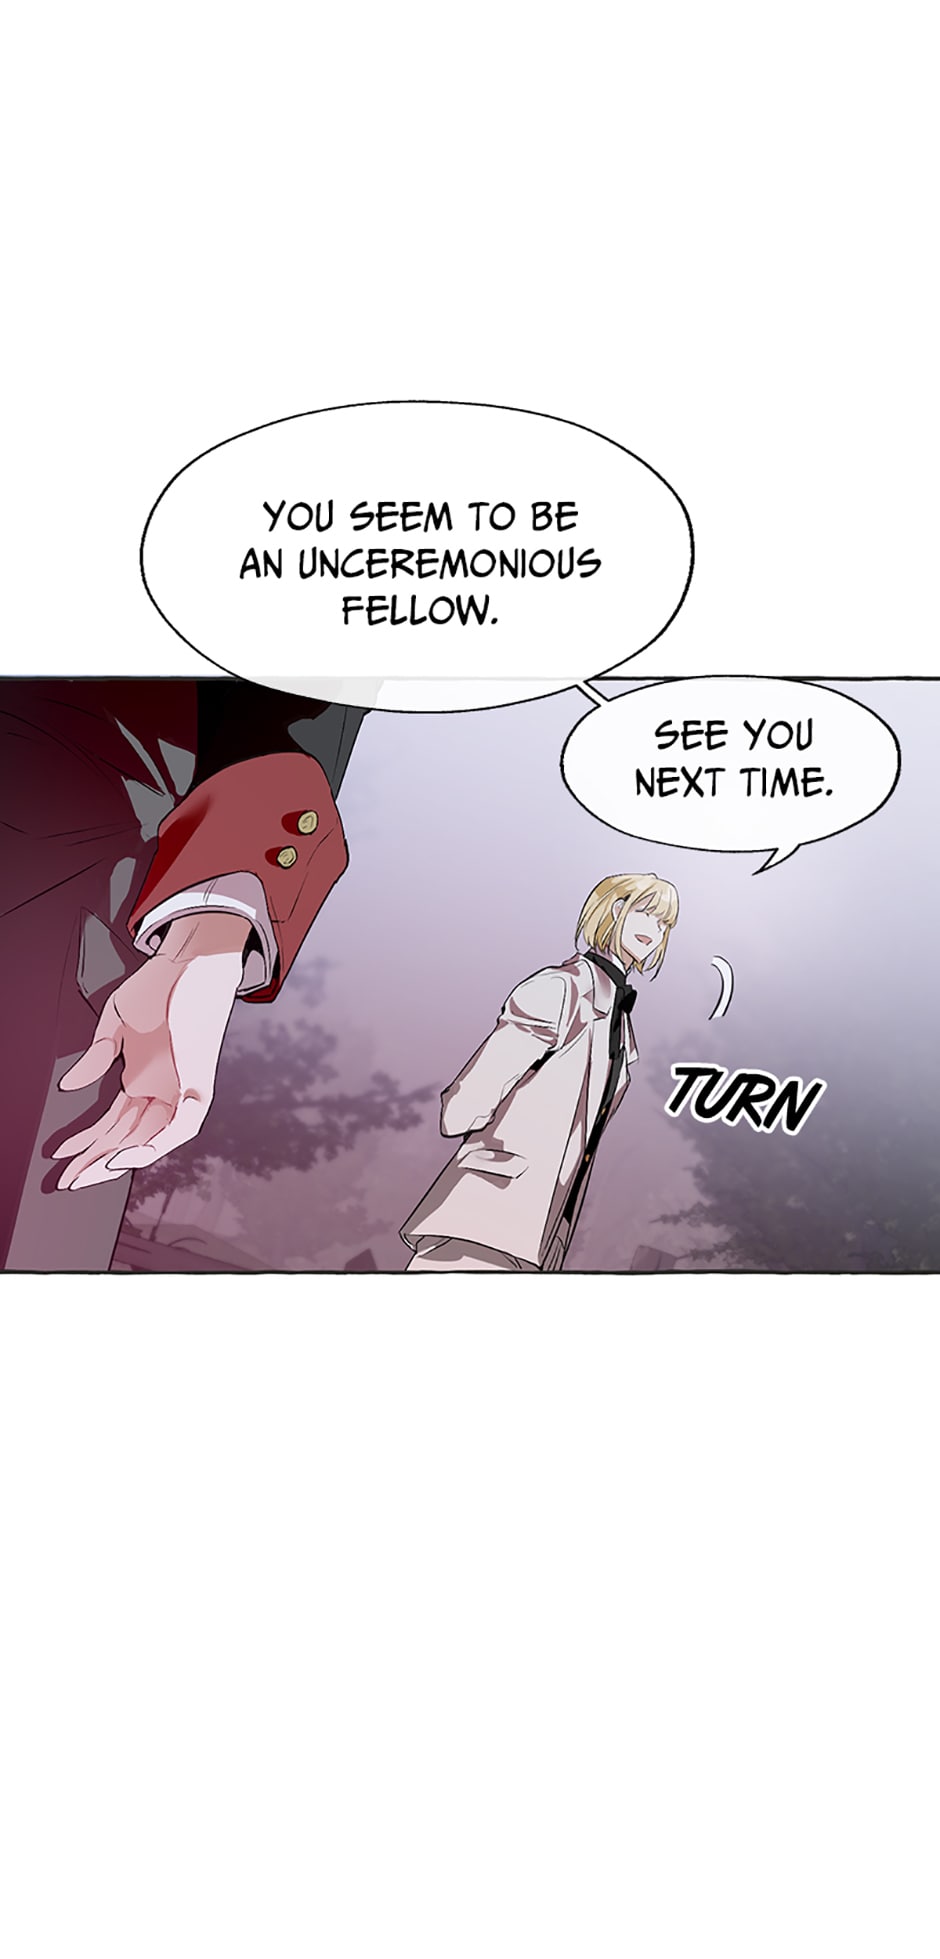 YOU SEEM TO BE
AN UNCEREMONIOUS
FELLOW.
SEE YOU
NEXT TIME.
TURN